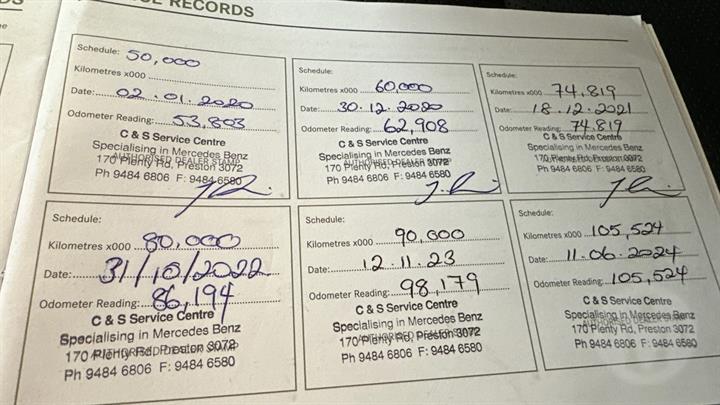 RECORDS
Schedule: 50,000
Kilometres x000
Date: 02.01.2020
Odometer Reading: 53,803
C & S Service Centre
Specialising in Mercedes Benz
AUTHORISED DEALER STAMP
170 Plenty Rd, Preston 3072
Ph 9484 6806 F: 9484 6580
Schedule:
Kilometres x000 60,000
Date: 30.12.2020
Odometer Reading: 62,908
C & S Service Centre
Specialising in Mercedes Benz
170 Plenty Rd, Preston 3072
Ph 9484 6806 F: 9484 6580
Schedule:
Kilometres x000 74,819
Date: 18.12.2021
Odometer Reading: 74,819
C & S Service Centre
Specialising in Mercedes Benz
170 Plenty Rd, Preston 3072
Ph 9484 6806 F: 9484 6580
Schedule:
Kilometres x000 80,000
Date: 31/10/2022
Odometer Reading: 86,194
C & S Service Centre
Specialising in Mercedes Benz
170 Plenty Rd, Preston 3072
Ph 9484 6806 F: 9484 6580
Schedule:
Kilometres x000 90,000
Date: 12.11.23
Odometer Reading: 98,179
C & S Service Centre
Specialising in Mercedes Benz
170 Plenty Rd, Preston 3072
Ph 9484 6806 F: 9484 6580
Schedule:
Kilometres x000 105,524
Date: 11.06.2024
Odometer Reading: 105,524
C & S Service Centre
Specialising in Mercedes Benz
170 Plenty Rd, Preston 3072
Ph 9484 6806 F: 9484 6580